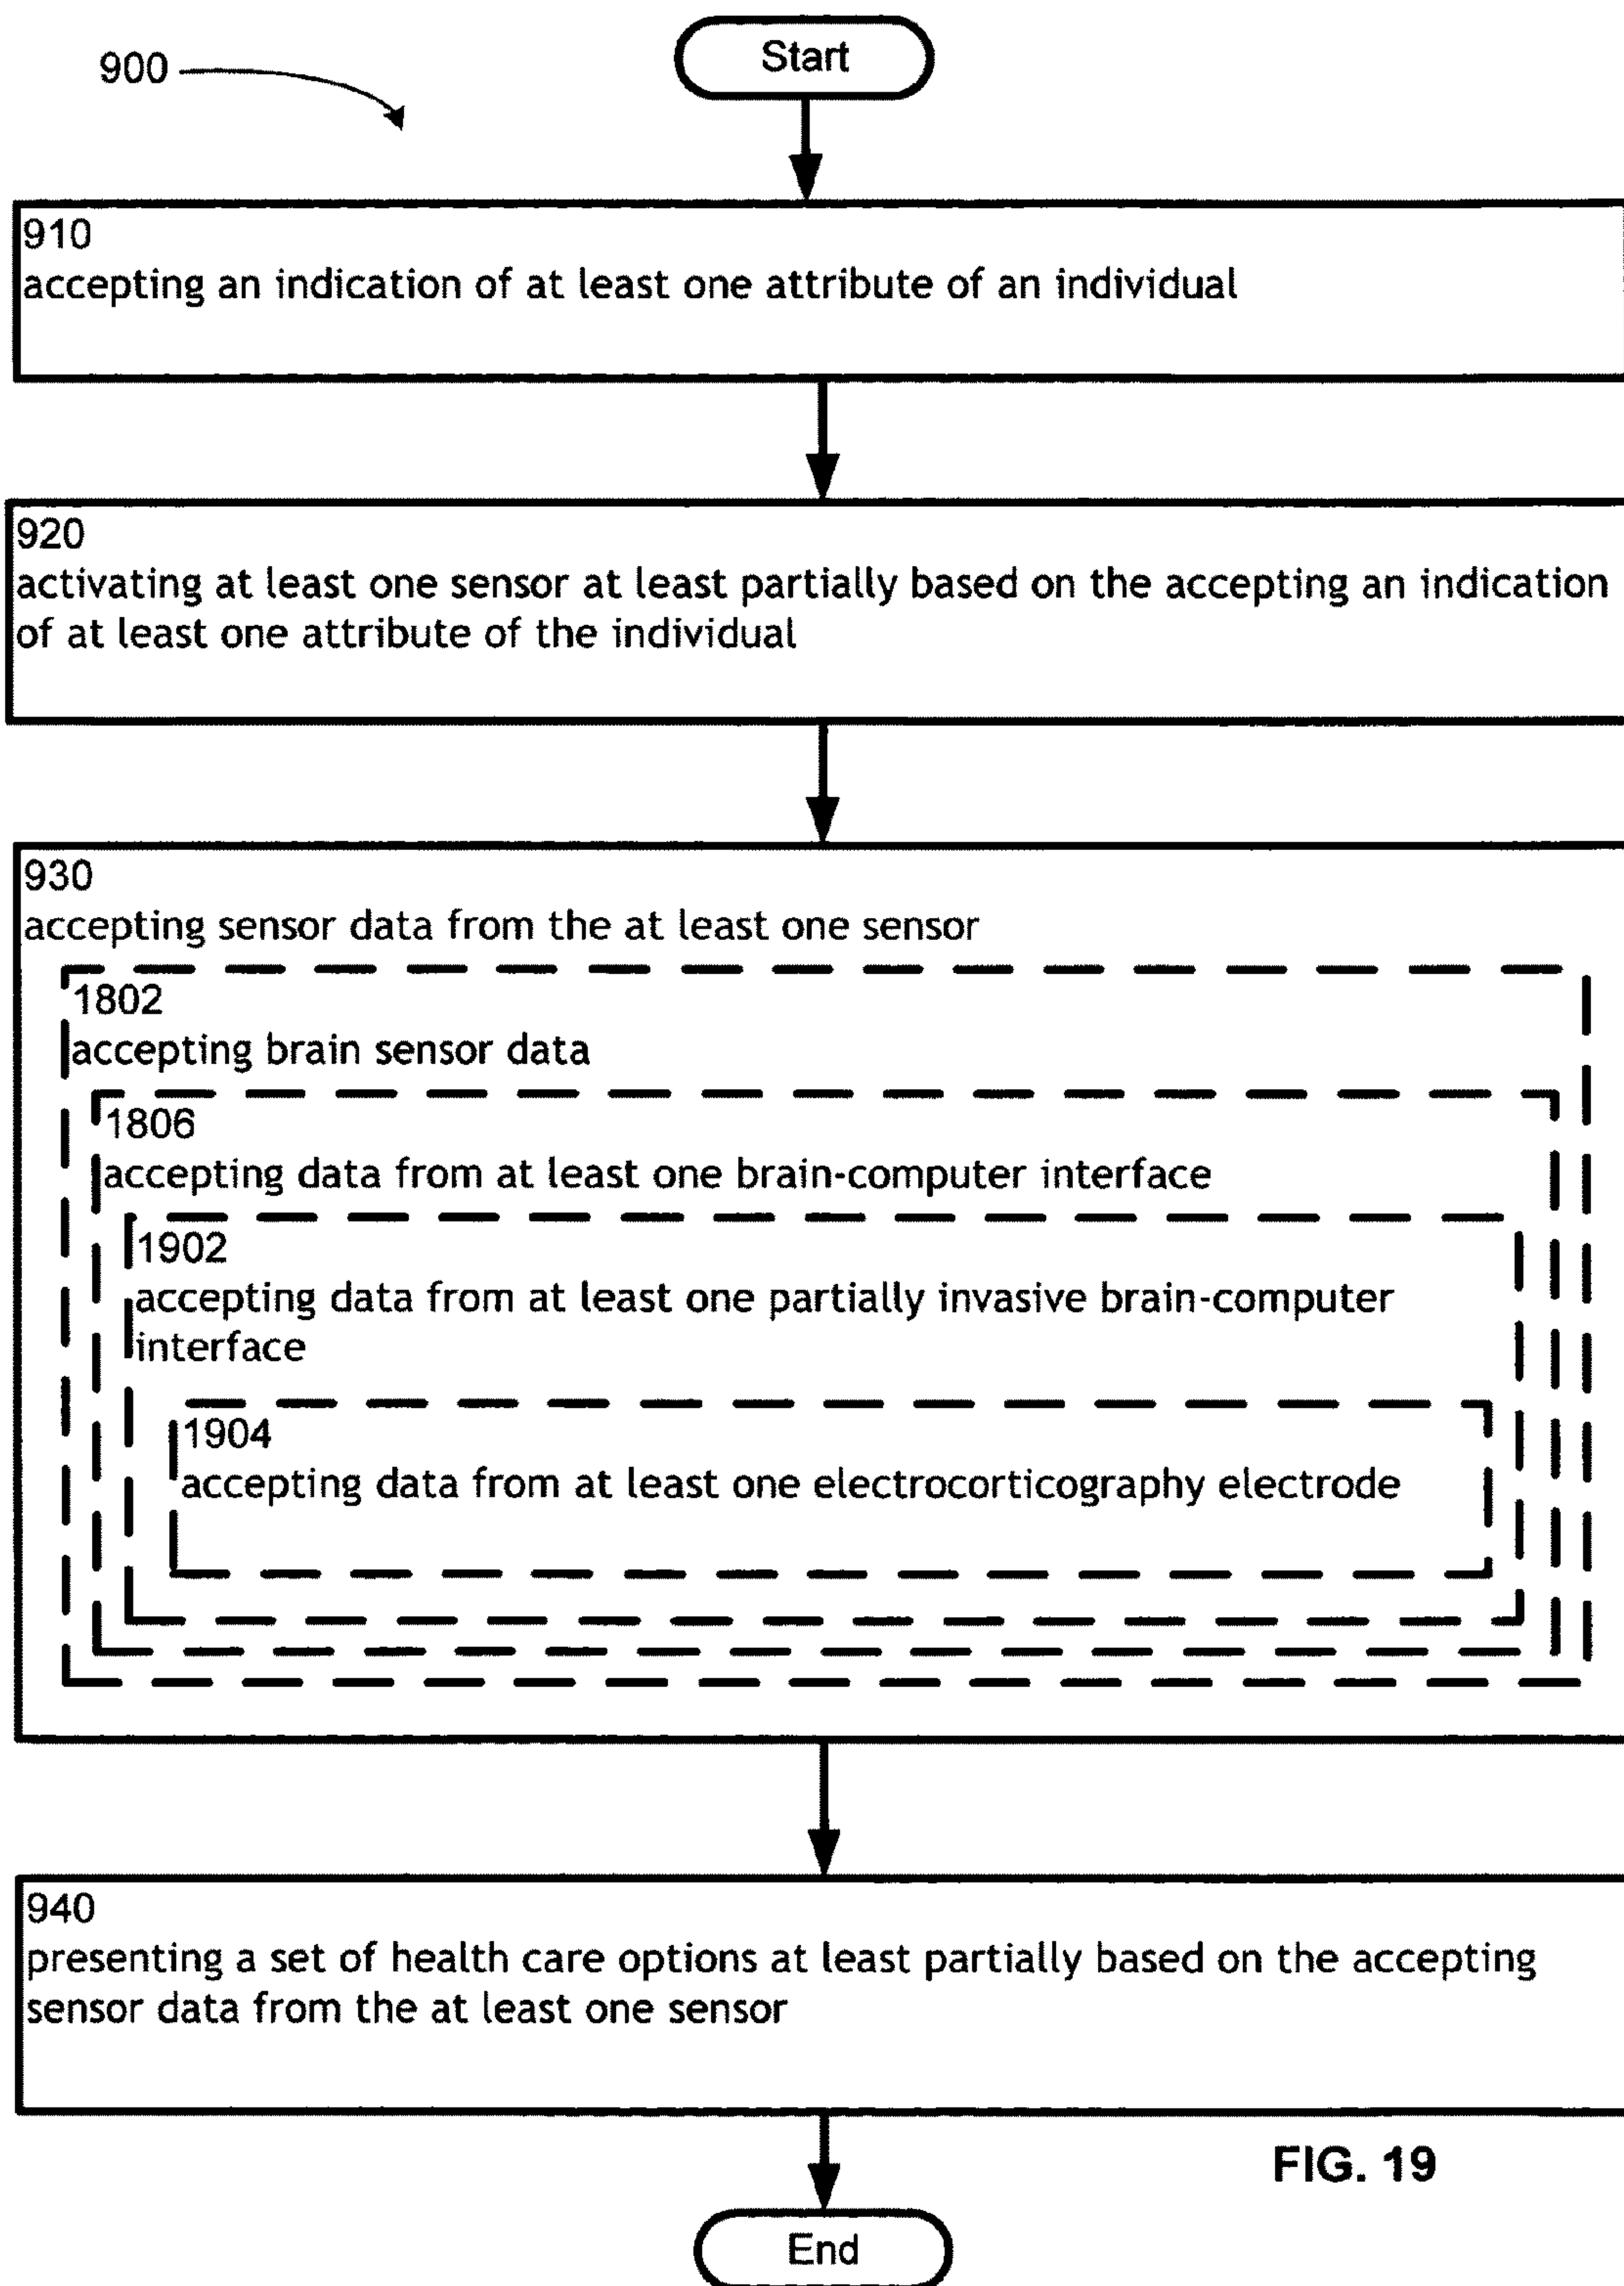 Start
900
910
accepting an indication of at least one attribute of an individual
920
activating at least one sensor at least partially based on the accepting an indication
of at least one attribute of the individual
930
accepting sensor data from the at least one sensor
1802
accepting brain sensor data
1806
accepting data from at least one brain-computer interface
1902
accepting data from at least one partially invasive brain-computer
interface
1904
accepting data from at least one electrocorticography electrode
940
presenting a set of health care options at least partially based on the accepting
sensor data from the at least one sensor
FIG. 19
End